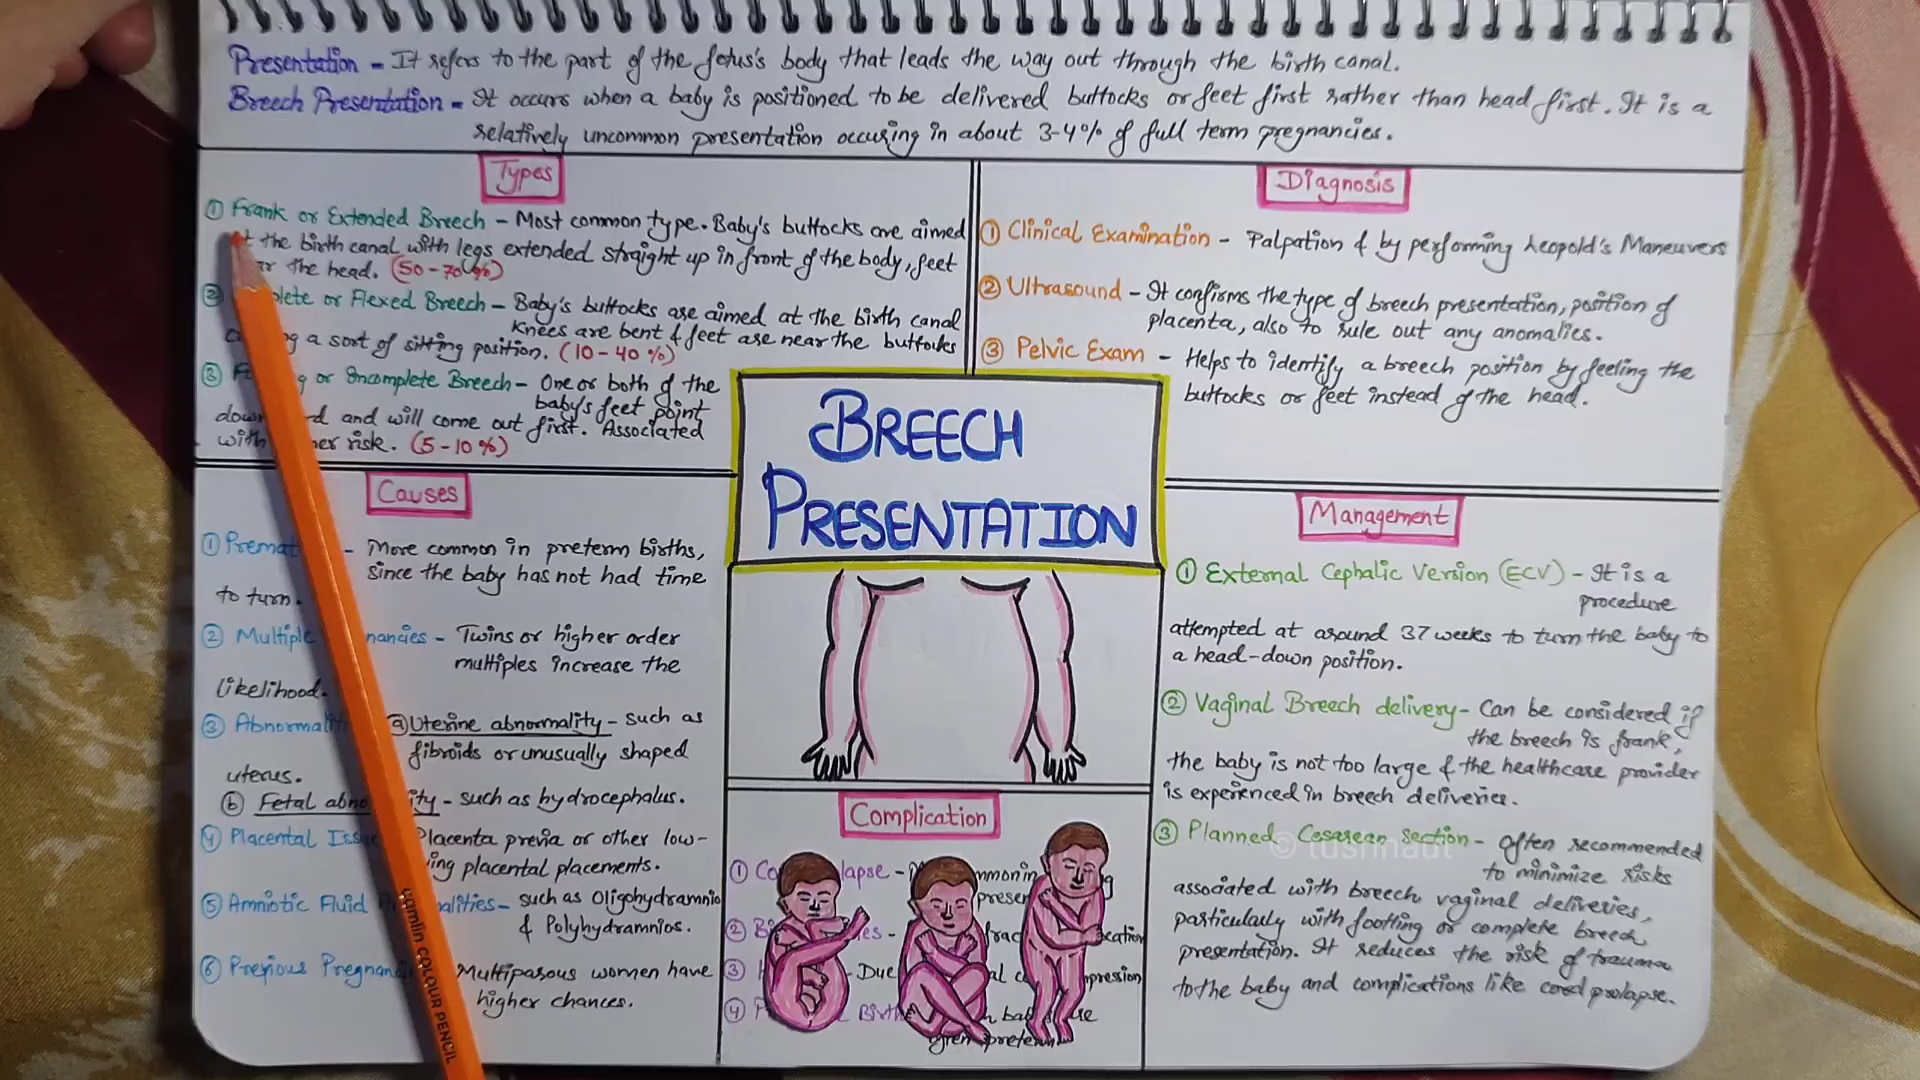 Presentation - It refers to the part of the fetus's body that leads the way out through the birth canal.
Breech Presentation - It occurs when a baby is positioned to be delivered buttocks or feet first rather than head first. It is a
relatively uncommon presentation occuring in about 3-4% of full term pregnancies.
Types
① Frank or Extended Breech - Most common type. Baby's buttocks are aimed
the birth canal with legs extended straight up in front of the body, feet
the head. (50-70%)
② or Flexed Breech - Baby's buttocks are aimed at the birth canal
knees are bent & feet are near the buttocks
a sort of sitting position. (10-40%)
③ or Incomplete Breech - One or both of the
baby's feet point
and will come out first. Associated
with risk. (5-10%)
Diagnosis
① Clinical Examination - Palpation & by performing Leopold's Maneuvers
② Ultrasound - It confirms the type of breech presentation, position of
placenta, also to rule out any anomalies.
③ Pelvic Exam - Helps to identify a breech position by feeling the
buttocks or feet instead of the head.
BREECH
PRESENTATION
Causes
① - More common in preterm births,
since the baby has not had time
to turn.
② Multiple - Twins or higher order
multiples increase the
likelihood.
③ ⓐ Uterine abnormality - such as
fibroids or unusually shaped
uterus.
ⓑ Fetal - such as hydrocephalus.
④ Placental Placenta previa or other low-
placental placements.
⑤ Amniotic Fluid - such as Oligohydramnio
& Polyhydramnios.
⑥ Previous Multiparous women have
higher chances.
Management
① External Cephalic Version (ECV) - It is a
procedure
attempted at around 37 weeks to turn the baby to
a head-down position.
② Vaginal Breech delivery - Can be considered if
the breech is frank,
the baby is not too large & the healthcare provider
is experienced in breech deliveries.
③ Planned Cesarean section - often recommended
to minimize risks
associated with breech vaginal deliveries,
particularly with footling or complete breech
presentation. It reduces the risk of trauma
to the baby and complications like cord prolapse.
Complication
①
②
③ - Due
④ Birth
preterm
© tushnaut
Camlin COLOUR PENCIL